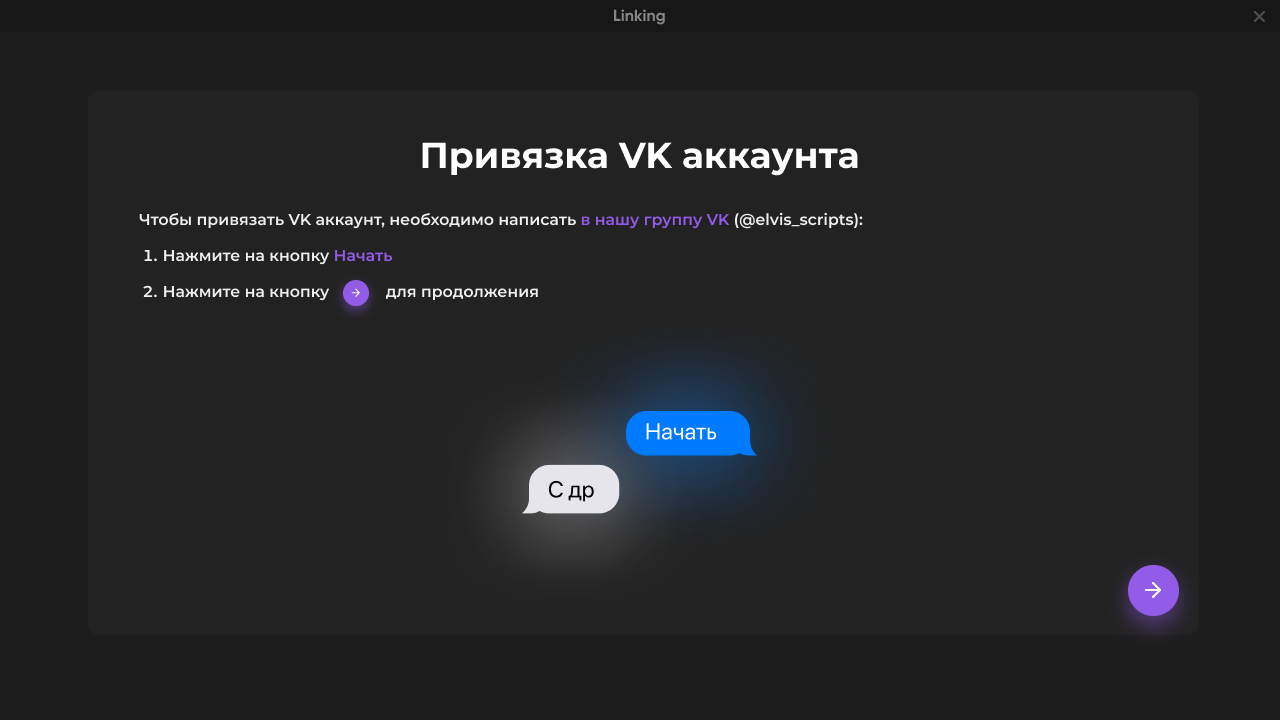 Linking
Привязка VK аккаунта
Чтобы привязать VK аккаунт, необходимо написать в нашу группу VK (@elvis_scripts):
1. Нажмите на кнопку Начать
2. Нажмите на кнопку для продолжения
Начать
С др